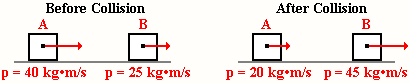 Before Collision After Collision
A B A B
p = 40 kg•m/s p = 25 kg•m/s p = 20 kg•m/s p = 45 kg•m/s